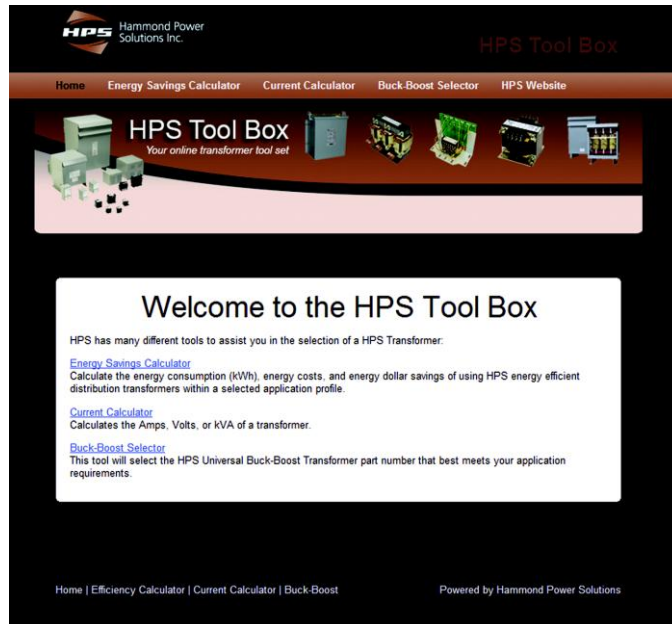 HPS Hammond Power
Solutions Inc.
HPS Tool Box
Home Energy Savings Calculator Current Calculator Buck-Boost Selector HPS Website
HPS Tool Box
Your online transformer tool set
Welcome to the HPS Tool Box
HPS has many different tools to assist you in the selection of a HPS Transformer:
Energy Savings Calculator
Calculate the energy consumption (kWh), energy costs, and energy dollar savings of using HPS energy efficient
distribution transformers within a selected application profile.
Current Calculator
Calculates the Amps, Volts, or kVA of a transformer.
Buck-Boost Selector
This tool will select the HPS Universal Buck-Boost Transformer part number that best meets your application
requirements.
Home | Efficiency Calculator | Current Calculator | Buck-Boost Powered by Hammond Power Solutions